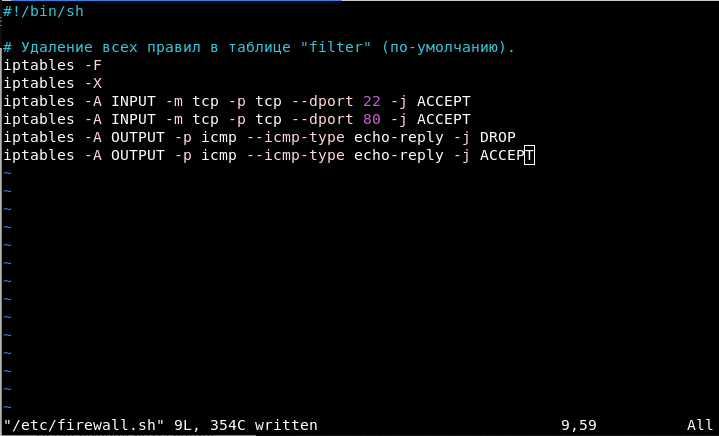 #!/bin/sh
# Удаление всех правил в таблице "filter" (по-умолчанию).
iptables -F
iptables -X
iptables -A INPUT -m tcp -p tcp --dport 22 -j ACCEPT
iptables -A INPUT -m tcp -p tcp --dport 80 -j ACCEPT
iptables -A OUTPUT -p icmp --icmp-type echo-reply -j DROP
iptables -A OUTPUT -p icmp --icmp-type echo-reply -j ACCEPT
~
~
~
~
~
~
~
~
~
~
~
~
~
~
"/etc/firewall.sh" 9L, 354C written 9,59 All